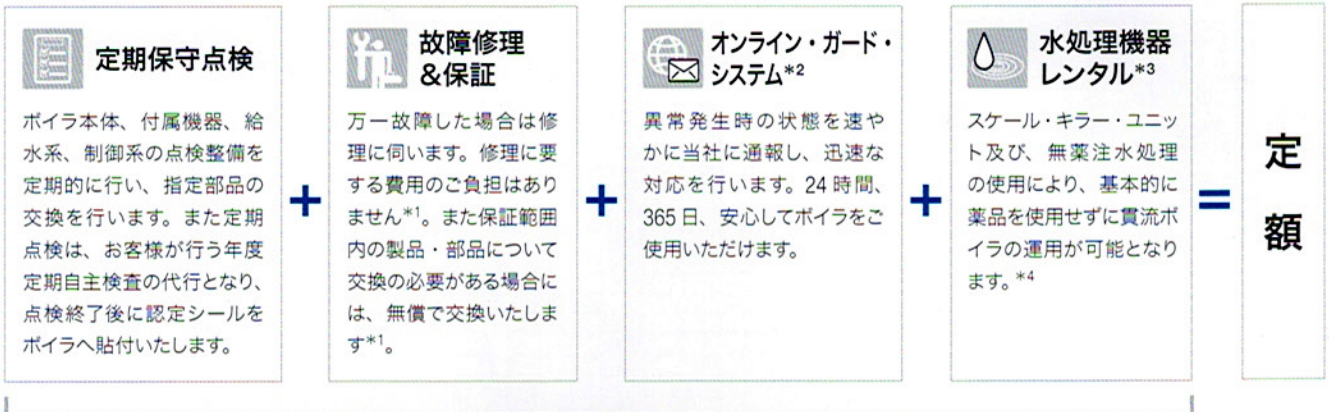 定期保守点検
ボイラ本体、付属機器、給
水系、制御系の点検整備を
定期的に行い、指定部品の
交換を行います。また定期
点検は、お客様が行う年度
定期自主検査の代行となり、
点検終了後に認定シールを
ボイラへ貼付いたします。
+
故障修理
&保証
万一故障した場合は修
理に伺います。修理に要
する費用のご負担はあり
ません*1。また保証範囲
内の製品・部品について
交換の必要がある場合に
は、無償で交換いたしま
す*1。
+
オンライン・ガード・
システム*2
異常発生時の状態を速や
かに当社に通報し、迅速な
対応を行います。24時間、
365日、安心してボイラをご
使用いただけます。
+
水処理機器
レンタル*3
スケール・キラー・ユニッ
ト及び、無薬注水処理
の使用により、基本的に
薬品を使用せずに貫流ボ
イラの運用が可能となり
ます。*4
=
定
額